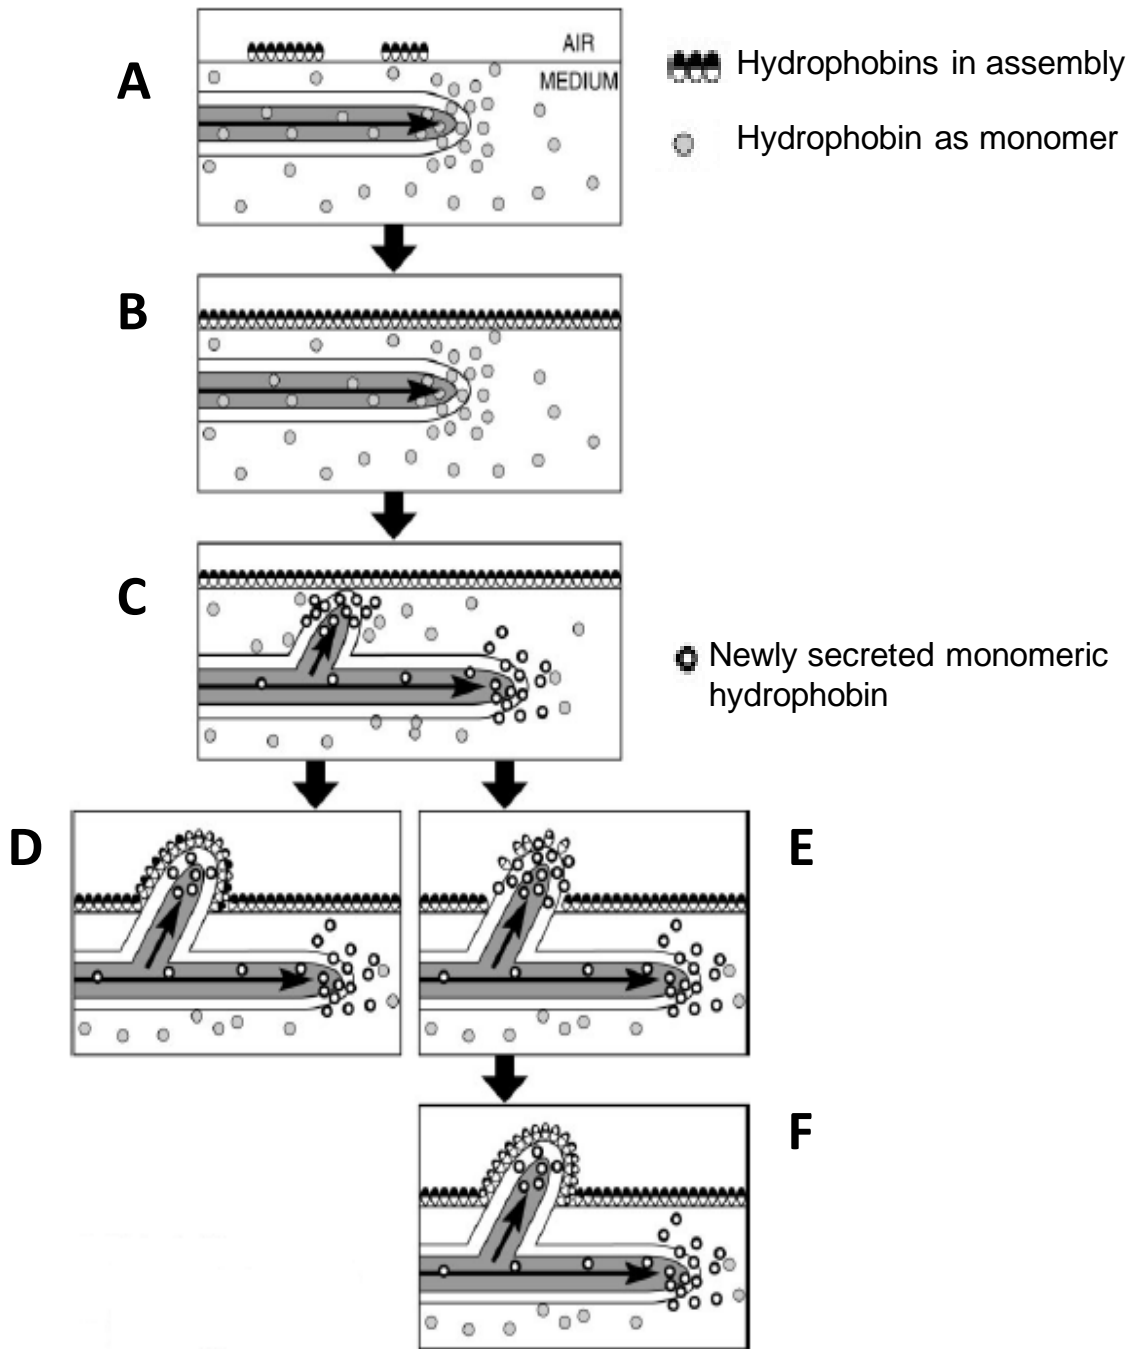 A
AIR
MEDIUM
Hydrophobins in assembly
Hydrophobin as monomer
B
C
Newly secreted monomeric
hydrophobin
D
E
F